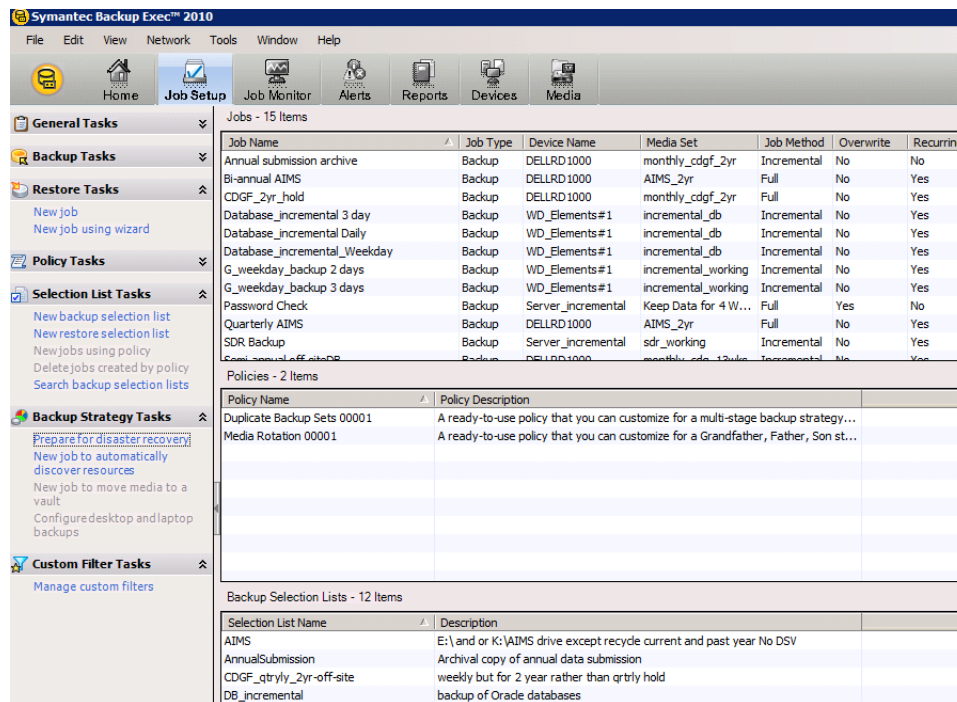 Symantec Backup Exec™ 2010
File Edit View Network Tools Window Help
Home Job Setup Job Monitor Alerts Reports Devices Media
General Tasks
Backup Tasks
Restore Tasks
New job
New job using wizard
Policy Tasks
Selection List Tasks
New backup selection list
New restore selection list
New jobs using policy
Delete jobs created by policy
Search backup selection lists
Backup Strategy Tasks
Prepare for disaster recovery
New job to automatically
discover resources
New job to move media to a
vault
Configure desktop and laptop
backups
Custom Filter Tasks
Manage custom filters
Jobs - 15 Items
Job Name Job Type Device Name Media Set Job Method Overwrite Recurrin
Annual submission archive Backup DELLRD1000 monthly_cdgf_2yr Incremental No No
Bi-annual AIMS Backup DELLRD1000 AIMS_2yr Full No Yes
CDGF_2yr_hold Backup DELLRD1000 monthly_cdgf_2yr Full No Yes
Database_incremental 3 day Backup WD_Elements#1 incremental_db Incremental No Yes
Database_incremental Daily Backup WD_Elements#1 incremental_db Incremental No Yes
Database_incremental_Weekday Backup WD_Elements#1 incremental_db Incremental No Yes
G_weekday_backup 2 days Backup WD_Elements#1 incremental_working Incremental No Yes
G_weekday_backup 3 days Backup WD_Elements#1 incremental_working Incremental No Yes
Password Check Backup Server_incremental Keep Data for 4 W... Full Yes No
Quarterly AIMS Backup DELLRD1000 AIMS_2yr Full No Yes
SDR Backup Backup Server_incremental sdr_working Incremental No Yes
Semi-annual off-siteDB Backup DELLRD1000 monthly_cdg_13wks Incremental No Yes
Policies - 2 Items
Policy Name Policy Description
Duplicate Backup Sets 00001 A ready-to-use policy that you can customize for a multi-stage backup strategy...
Media Rotation 00001 A ready-to-use policy that you can customize for a Grandfather, Father, Son st...
Backup Selection Lists - 12 Items
Selection List Name Description
AIMS E:\ and or K:\AIMS drive except recycle current and past year No DSV
AnnualSubmission Archival copy of annual data submission
CDGF_qtryly_2yr-off-site weekly but for 2 year rather than qrtrly hold
DB_incremental backup of Oracle databases